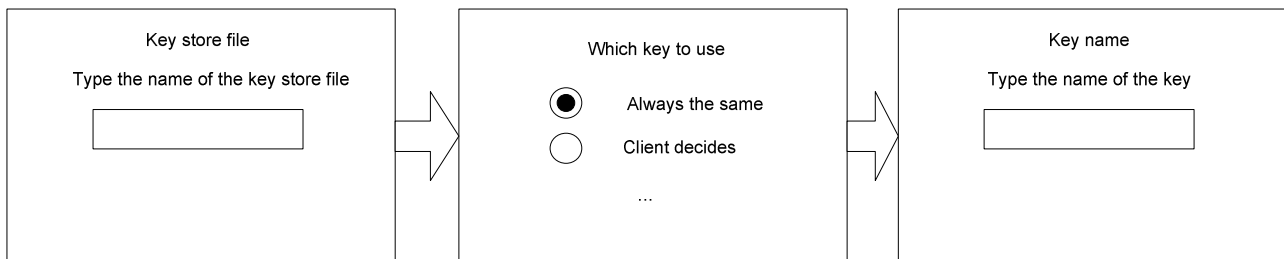 Key store file
Type the name of the key store file
Which key to use
Always the same
Client decides
...
Key name
Type the name of the key